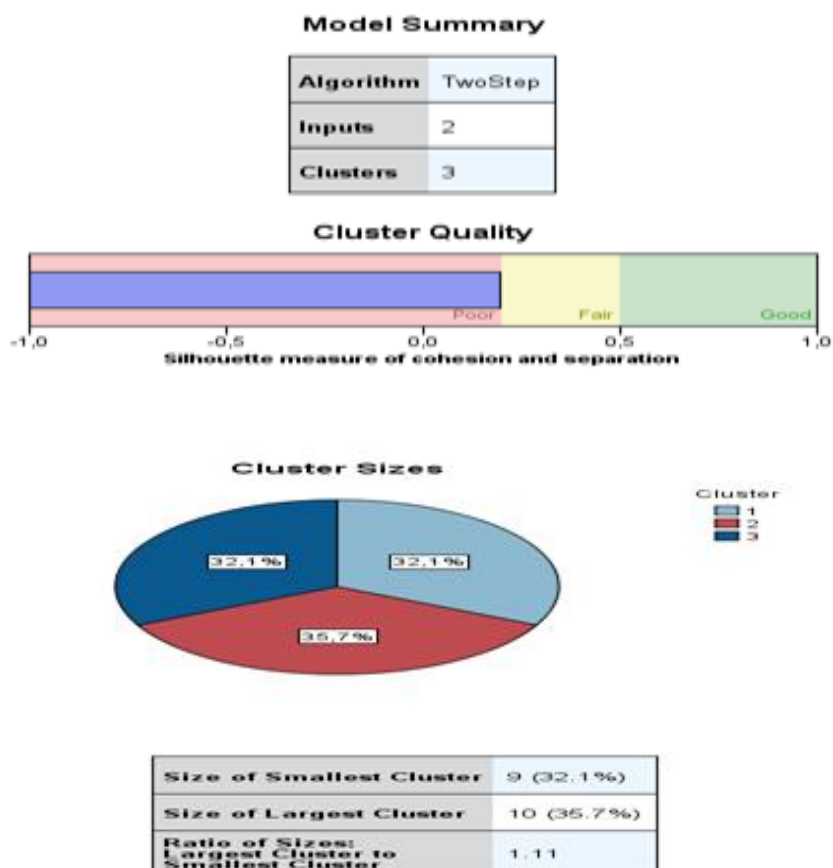 Model Summary
Algorithm TwoStep
Inputs 2
Clusters 3
Cluster Quality
Poor Fair Good
-1,0 -0,5 0,0 0,5 1,0
Silhouette measure of cohesion and separation
Cluster Sizes
Cluster
1
2
3
32,1% 32,1%
35,7%
Size of Smallest Cluster 9 (32.1%)
Size of Largest Cluster 10 (35.7%)
Ratio of Sizes:
Largest Cluster to
Smallest Cluster 1.11